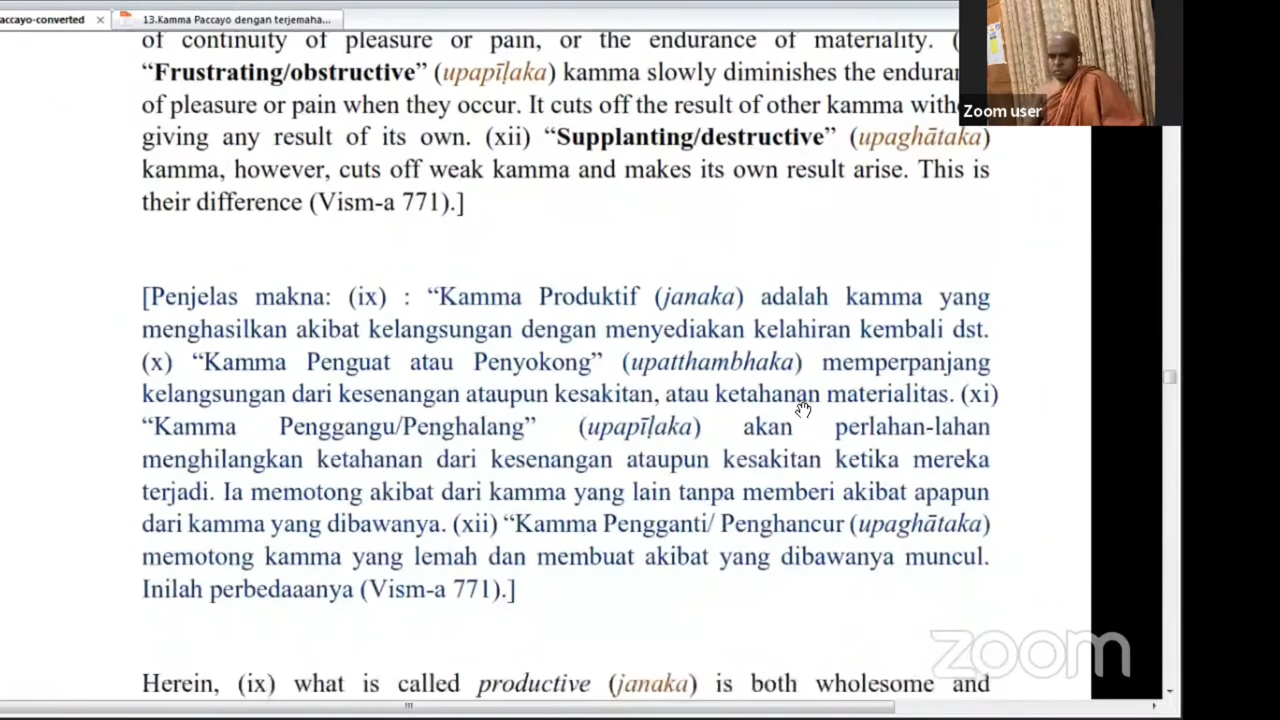 accayo-converted
13.Kamma Paccayo dengan terjemaha...
of continuity of pleasure or pain, or the endurance of materiality. (
“Frustrating/obstructive” (upapīḷaka) kamma slowly diminishes the enduran
of pleasure or pain when they occur. It cuts off the result of other kamma with
giving any result of its own. (xii) “Supplanting/destructive” (upaghātaka)
kamma, however, cuts off weak kamma and makes its own result arise. This is
their difference (Vism-a 771).]
Zoom user
[Penjelas makna: (ix) : “Kamma Produktif (janaka) adalah kamma yang
menghasilkan akibat kelangsungan dengan menyediakan kelahiran kembali dst.
(x) “Kamma Penguat atau Penyokong” (upatthambhaka) memperpanjang
kelangsungan dari kesenangan ataupun kesakitan, atau ketahanan materialitas. (xi)
“Kamma Penggangu/Penghalang” (upapīḷaka) akan perlahan-lahan
menghilangkan ketahanan dari kesenangan ataupun kesakitan ketika mereka
terjadi. Ia memotong akibat dari kamma yang lain tanpa memberi akibat apapun
dari kamma yang dibawanya. (xii) “Kamma Pengganti/ Penghancur (upaghātaka)
memotong kamma yang lemah dan membuat akibat yang dibawanya muncul.
Inilah perbedaaanya (Vism-a 771).]
Herein, (ix) what is called productive (janaka) is both wholesome and
zoom